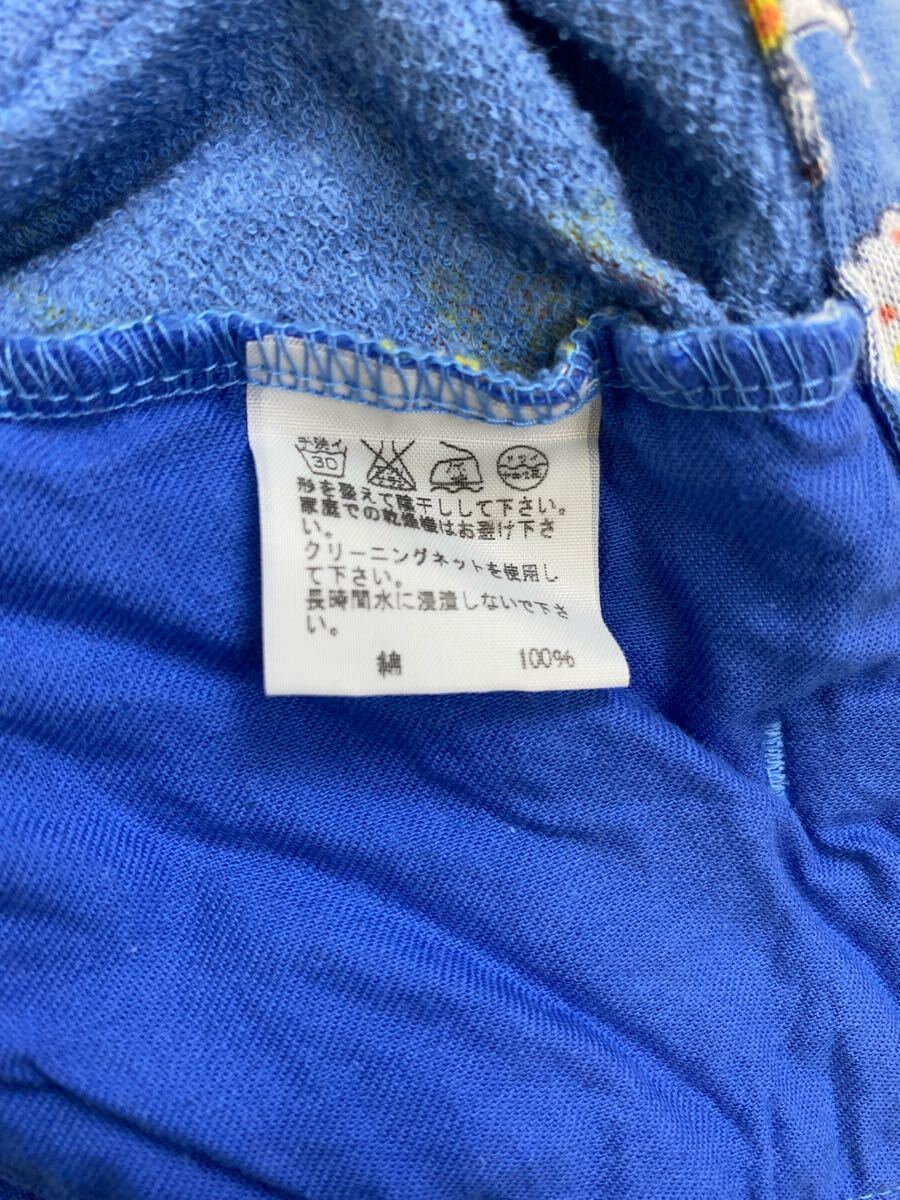 手洗イ
30
形を整えて陰干しして下さい。
家庭での乾燥機はお避け下さ
い。
クリーニングネットを使用し
て下さい。
長時間水に浸漬しないで下さ
い。
綿 100%